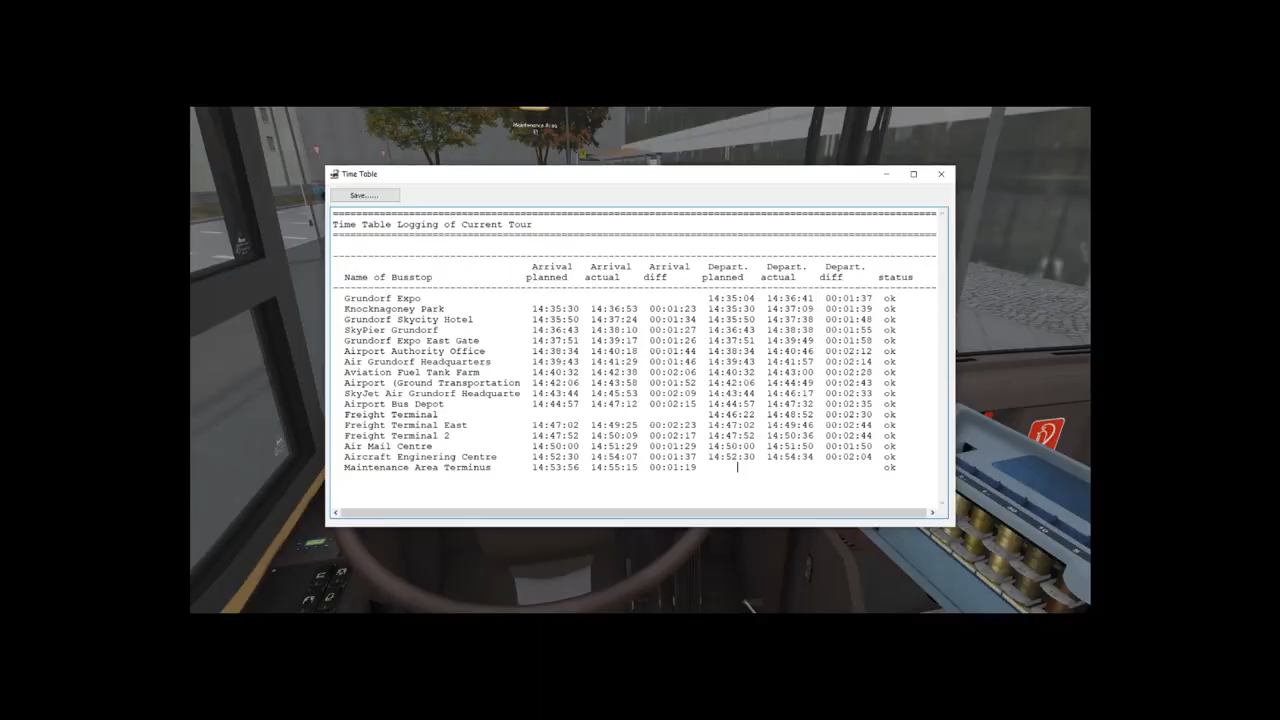 Maintenance Area
Time Table
Save......
Time Table Logging of Current Tour
Arrival Arrival Arrival Depart. Depart. Depart.
Name of Busstop planned actual diff planned actual diff status
Grundorf Expo 14:35:04 14:36:41 00:01:37 ok
Knocknagoney Park 14:35:30 14:36:53 00:01:23 14:35:30 14:37:09 00:01:39 ok
Grundorf Skycity Hotel 14:35:50 14:37:24 00:01:34 14:35:50 14:37:38 00:01:48 ok
SkyPier Grundorf 14:36:43 14:38:10 00:01:27 14:36:43 14:38:38 00:01:55 ok
Grundorf Expo East Gate 14:37:51 14:39:17 00:01:26 14:37:51 14:39:49 00:01:58 ok
Airport Authority Office 14:38:34 14:40:18 00:01:44 14:38:34 14:40:46 00:02:12 ok
Air Grundorf Headquarters 14:39:43 14:41:29 00:01:46 14:39:43 14:41:57 00:02:14 ok
Aviation Fuel Tank Farm 14:40:32 14:42:38 00:02:06 14:40:32 14:43:00 00:02:28 ok
Airport (Ground Transportation 14:42:06 14:43:58 00:01:52 14:42:06 14:44:49 00:02:43 ok
SkyJet Air Grundorf Headquarte 14:43:44 14:45:53 00:02:09 14:43:44 14:46:17 00:02:33 ok
Airport Bus Depot 14:44:57 14:47:12 00:02:15 14:44:57 14:47:32 00:02:35 ok
Freight Terminal 14:46:22 14:48:52 00:02:30 ok
Freight Terminal East 14:47:02 14:49:25 00:02:23 14:47:02 14:49:46 00:02:44 ok
Freight Terminal 2 14:47:52 14:50:09 00:02:17 14:47:52 14:50:36 00:02:44 ok
Air Mail Centre 14:50:00 14:51:29 00:01:29 14:50:00 14:51:50 00:01:50 ok
Aircraft Enginering Centre 14:52:30 14:54:07 00:01:37 14:52:30 14:54:34 00:02:04 ok
Maintenance Area Terminus 14:53:56 14:55:15 00:01:19 ok